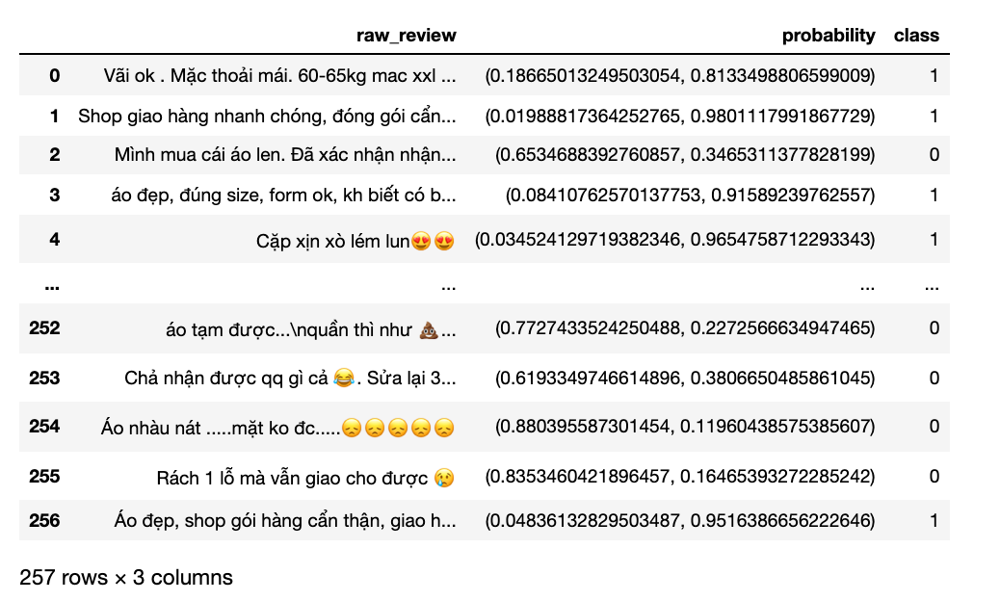 raw_review probability class
0 Vãi ok . Mặc thoải mái. 60-65kg mac xxl ... (0.18665013249503054, 0.8133498806599009) 1
1 Shop giao hàng nhanh chóng, đóng gói cẩn... (0.01988817364252765, 0.9801117991867729) 1
2 Mình mua cái áo len. Đã xác nhận nhận... (0.6534688392760857, 0.3465311377828199) 0
3 áo đẹp, đúng size, form ok, kh biết có b... (0.08410762570137753, 0.91589239762557) 1
4 Cặp xịn xò lém lun😍😍 (0.034524129719382346, 0.9654758712293343) 1
... ... ... ...
252 áo tạm được...\nquần thì như 💩... (0.7727433524250488, 0.2272566634947465) 0
253 Chả nhận được qq gì cả 😂. Sửa lại 3... (0.6193349746614896, 0.3806650485861045) 0
254 Áo nhàu nát .....mặt ko đc.....😞😞😞😞😞 (0.880395587301454, 0.11960438575385607) 0
255 Rách 1 lỗ mà vẫn giao cho được 😢 (0.8353460421896457, 0.16465393272285242) 0
256 Áo đẹp, shop gói hàng cẩn thận, giao h... (0.04836132829503487, 0.9516386656222646) 1
257 rows × 3 columns